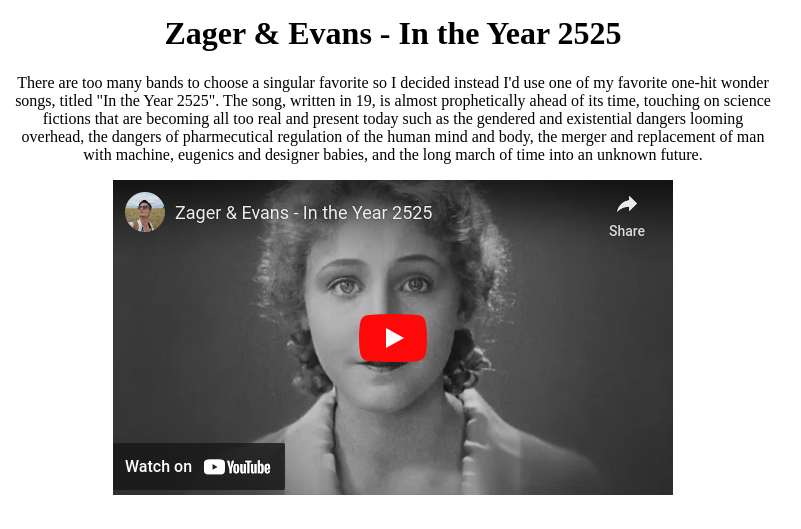 Zager & Evans - In the Year 2525
There are too many bands to choose a singular favorite so I decided instead I'd use one of my favorite one-hit wonder
songs, titled "In the Year 2525". The song, written in 19, is almost prophetically ahead of its time, touching on science
fictions that are becoming all too real and present today such as the gendered and existential dangers looming
overhead, the dangers of pharmecutical regulation of the human mind and body, the merger and replacement of man
with machine, eugenics and designer babies, and the long march of time into an unknown future.
Zager & Evans - In the Year 2525
Share
Watch on YouTube